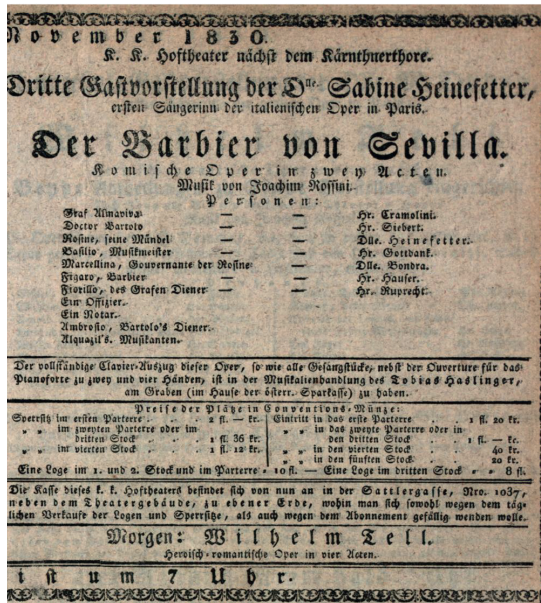 November 1830.
K. K. Hoftheater nächst dem Kärnthnerthore.
Dritte Gastvorstellung der Dlle. Sabine Heinefetter,
ersten Sängerinn der italienischen Oper in Paris.
Der Barbier von Sevilla.
Komische Oper in zwey Acten.
Musik von Joachim Rossini.
Personen:
Graf Almaviva — — Hr. Cramolini.
Doctor Bartolo — — Hr. Siebert.
Rosine, seine Mündel — — Dlle. Heinefetter.
Basilio, Musikmeister — — Hr. Gottdank.
Marcellina, Gouvernante der Rosine — Dlle. Bondra.
Figaro, Barbier — — Hr. Hauser.
Fiorillo, des Grafen Diener — — Hr. Ruprecht.
Ein Offizier.
Ein Notar.
Ambrosio, Bartolo's Diener.
Alquazil's. Musikanten.
Der vollständige Clavier-Auszug dieser Oper, so wie alle Gesangstücke, nebst der Ouverture für das
Pianoforte zu zwey und vier Händen, ist in der Musikalienhandlung des Tobias Haslinger,
am Graben (im Hause der österr. Sparkasse) zu haben.
Preise der Plätze in Conventions-Münze:
Sperrsitz im ersten Parterre . . . 2 fl. — kr.
„ „ im zweyten Parterre oder im
dritten Stock . . 1 fl. 36 kr.
„ „ im vierten Stock . . 1 fl. 12 kr.
Eintritt in das erste Parterre . . . 1 fl. 20 kr.
„ „ in das zweyte Parterre oder in
den dritten Stock . . 1 fl. — kr.
„ „ in den vierten Stock . . 40 kr.
„ „ in den fünften Stock . . 20 kr.
Eine Loge im 1. und 2. Stock und im Parterre „ 10 fl. — Eine Loge im dritten Stock „ „ 8 fl.
Die Kasse dieses k. k. Hoftheaters befindet sich von nun an in der Sattlergasse, Nro. 1037,
neben dem Theatergebäude, zu ebener Erde, wohin man sich sowohl wegen dem täg-
lichen Verkaufe der Logen und Sperrsitze, als auch wegen dem Abonnement gefällig wenden wolle.
Morgen: Wilhelm Tell.
Heroisch-romantische Oper in vier Acten.
ist um 7 Uhr.